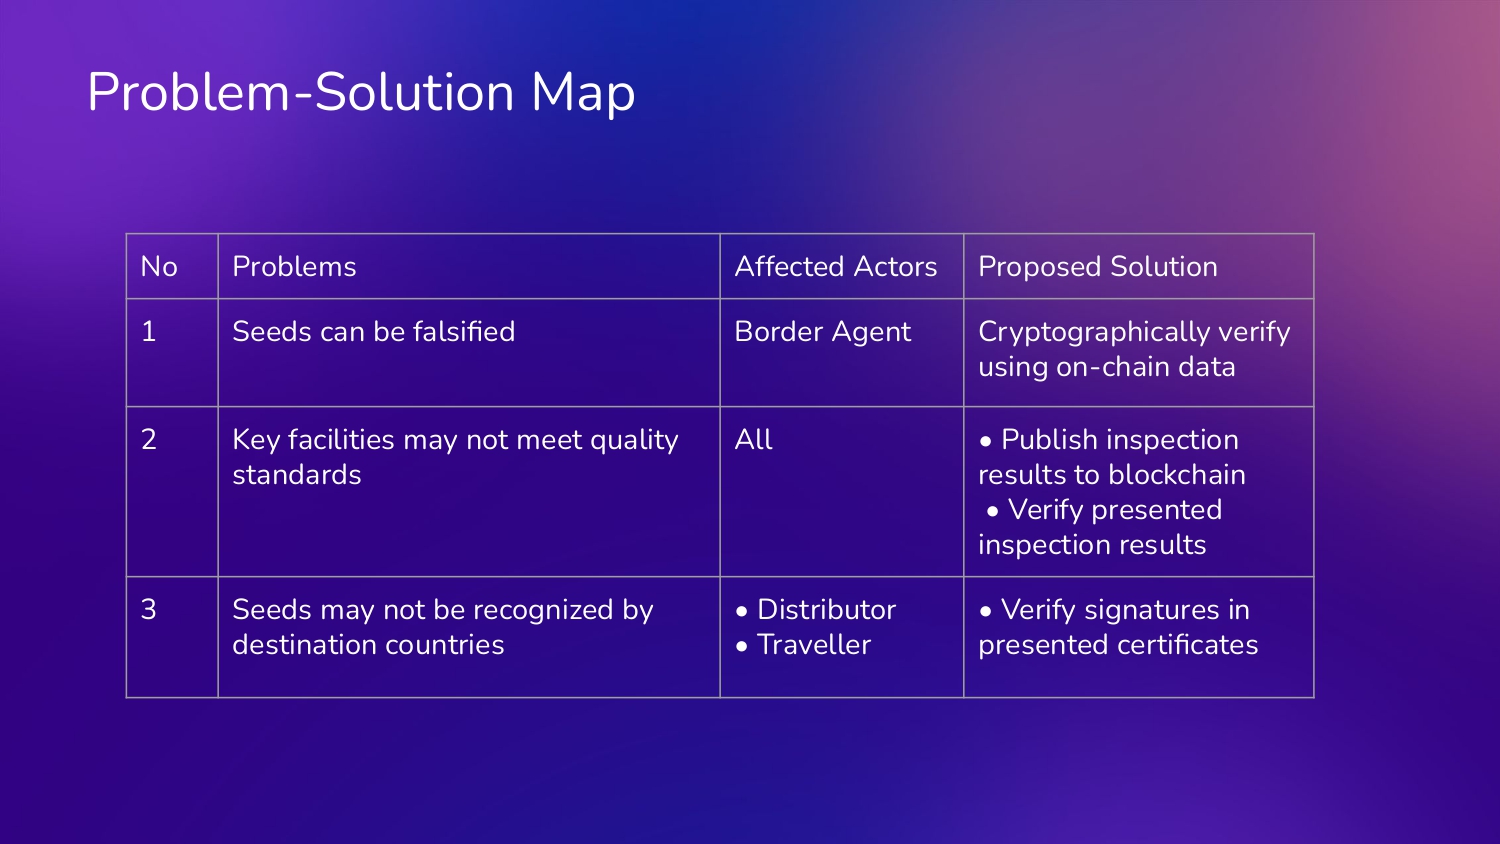 Problem-Solution Map
No
Problems
Affected Actors
Proposed Solution
1
Seeds can be falsified
Border Agent
Cryptographically verify
using on-chain data
2
Key facilities may not meet quality
standards
All
• Publish inspection
results to blockchain
• Verify presented
inspection results
3
Seeds may not be recognized by
destination countries
• Distributor
• Traveller
• Verify signatures in
presented certificates